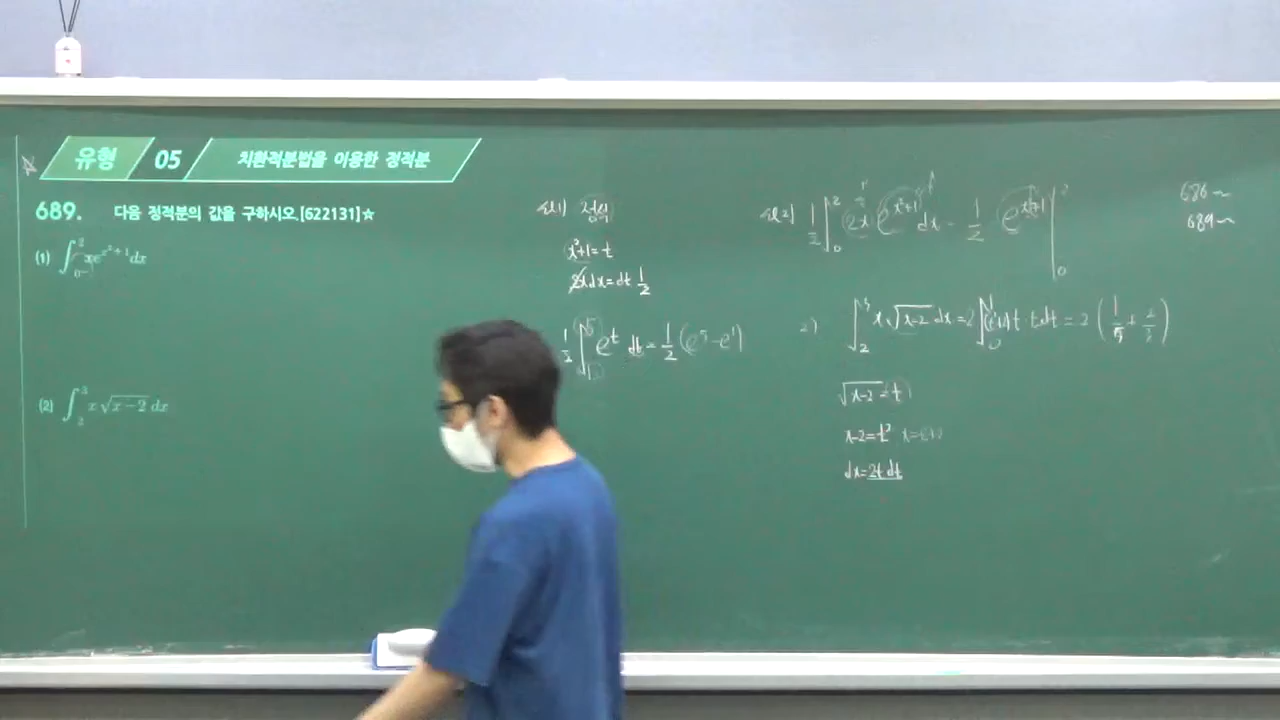 유형 05 치환적분법을 이용한 정적분
689. 다음 정적분의 값을 구하시오.[622131]☆
(1) ∫₀² xe^{x²+1}dx
(2) ∫₂³ x√(x-2) dx
정석
x²+1=t
2xdx=dt 1/2
1/2 ∫₁⁵ e^t dt = 1/2 (e⁵-e¹)
1/2 ∫₀² 2x e^{x²+1} dx = 1/2 e^{x²+1} |₀²
686~
689~
2) ∫₂³ x√(x-2) dx = 2∫₀¹ (t²+2)t · tdt = 2 (1/5 + 2/3)
√(x-2) = t
x-2=t² x=t²+2
dx=2t dt